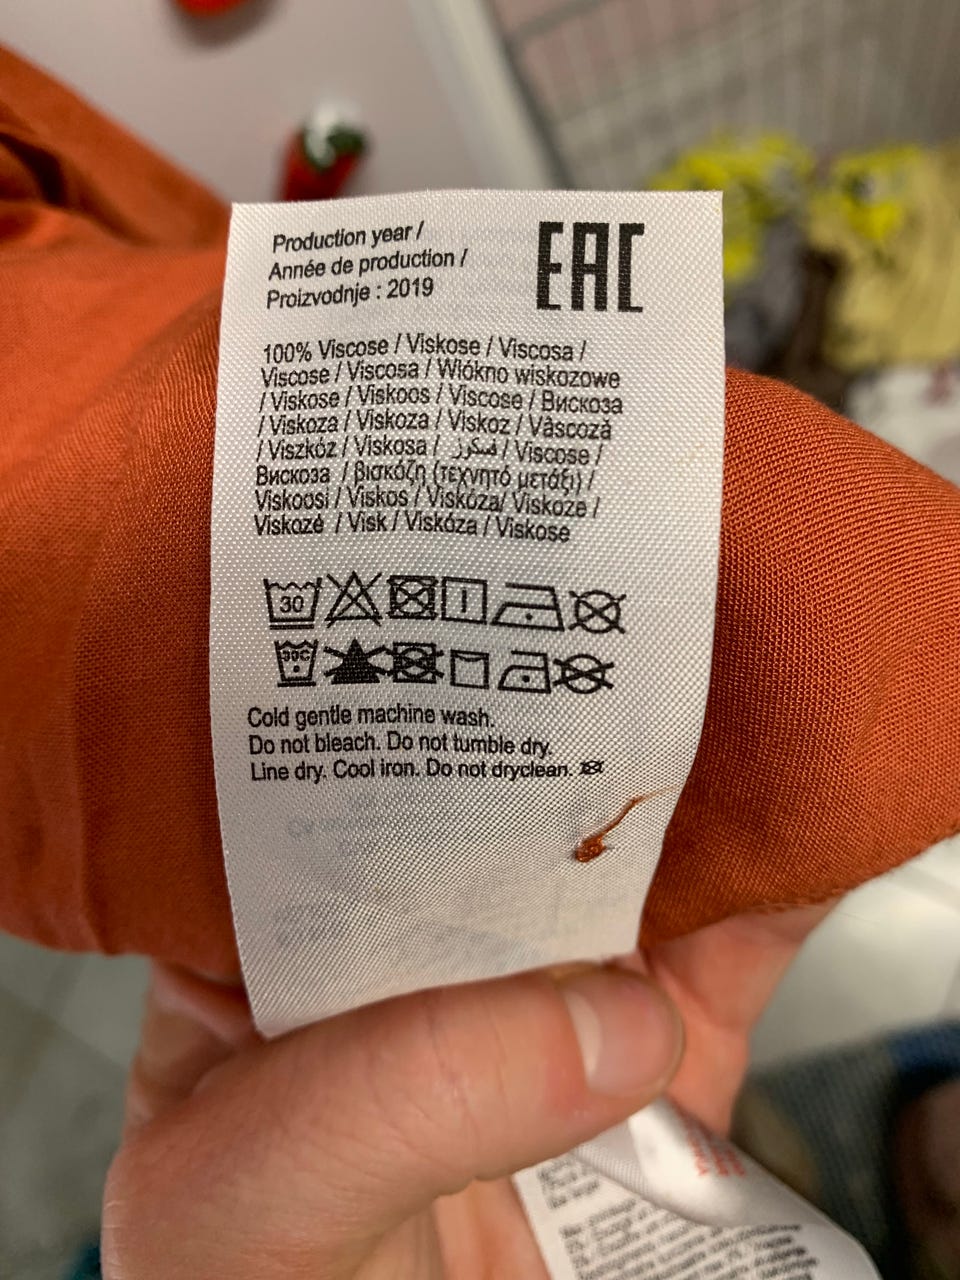 Production year /
Année de production /
Proizvodnje : 2019
EAC
100% Viscose / Viskose / Viscosa /
Viscose / Viscosa / Włókno wiskozowe
/ Viskose / Viskoos / Viscose / Вискоза
/ Viskoza / Viskoza / Viskoz / Vâscozå
/ Viszkóz / Viskosa / فسكوز / Viscose /
Вискоза / βισκόζη (τεχνητό μετάξι) /
Viskoosi / Viskos / Viskóza/ Viskoze /
Viskozė / Visk / Viskóza / Viskose
30
30C
Cold gentle machine wash.
Do not bleach. Do not tumble dry.
Line dry. Cool iron. Do not dryclean.